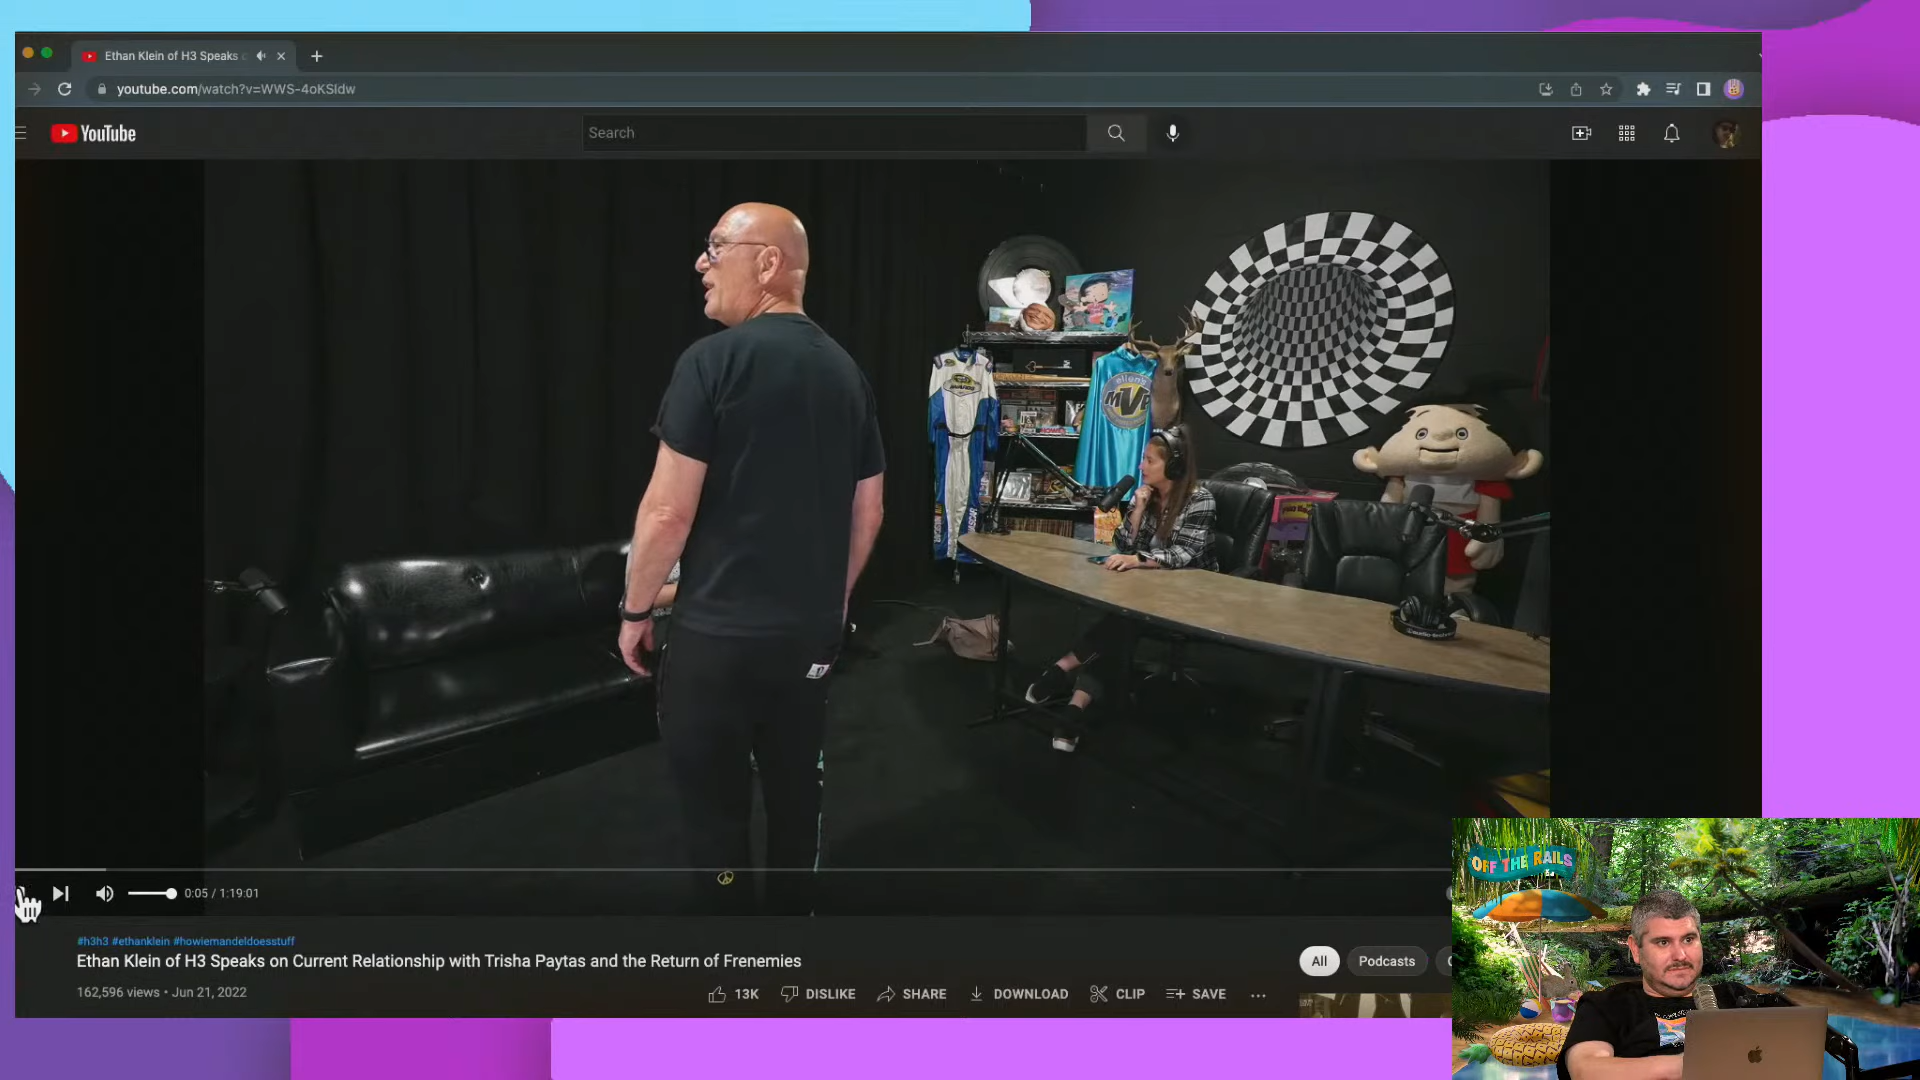 Ethan Klein of H3 Speaks o
youtube.com/watch?v=WWS-4oKSIdw
YouTube
Search
ellen's
MVP
OFF THE RAILS
0:05 / 1:19:01
#h3h3 #ethanklein #howiemandeldoesstuff
Ethan Klein of H3 Speaks on Current Relationship with Trisha Paytas and the Return of Frenemies
All
Podcasts
162,596 views • Jun 21, 2022
13K
DISLIKE
SHARE
DOWNLOAD
CLIP
SAVE